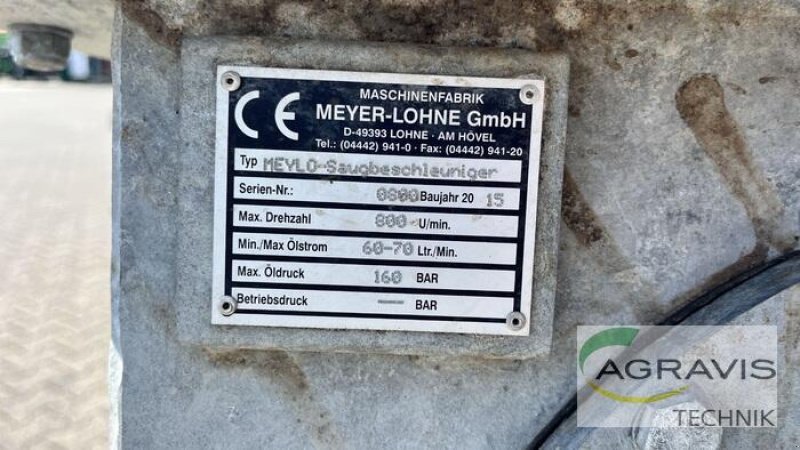 CE
MASCHINENFABRIK
MEYER-LOHNE GmbH
D-49393 LOHNE · AM HÖVEL
Tel.: (04442) 941-0 · Fax: (04442) 941-20
Typ MEYLO-Saugbeschleuniger
Serien-Nr.: 0800 Baujahr 20 15
Max. Drehzahl 800 U/min.
Min./Max Ölstrom 60-70 Ltr./Min.
Max. Öldruck 160 BAR
Betriebsdruck — BAR
AGRAVIS
TECHNIK